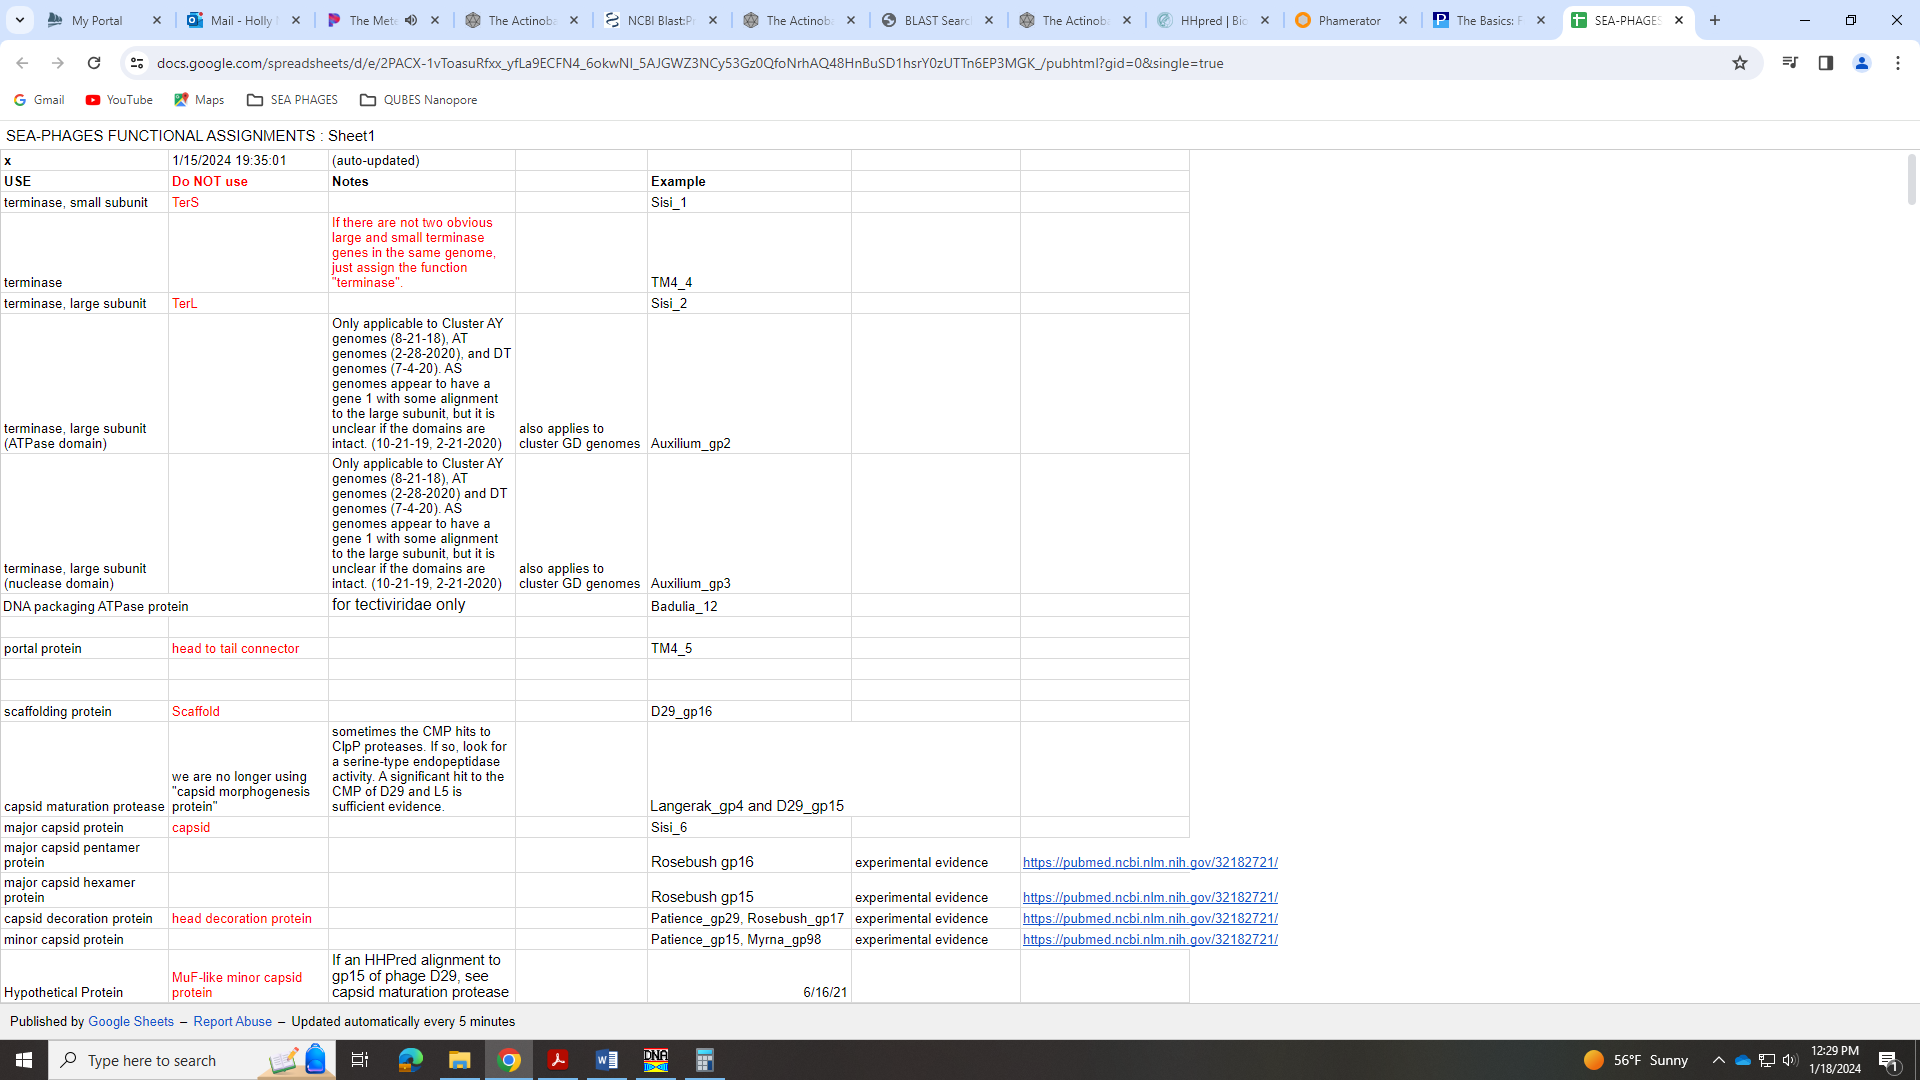 My Portal
Mail - Holly
The Mete
The Actinoba
NCBI Blast:Pr
The Actinoba
BLAST Searc
The Actinoba
HHpred | Bio
Phamerator
The Basics: F
SEA-PHAGES
docs.google.com/spreadsheets/d/e/2PACX-1vToasuRfxx_yfLa9ECFN4_6okwNI_5AJGWZ3NCy53Gz0QfoNrhAQ48HnBuSD1hsrY0zUTTn6EP3MGK_/pubhtml?gid=0&single=true
Gmail YouTube Maps SEA PHAGES QUBES Nanopore
SEA-PHAGES FUNCTIONAL ASSIGNMENTS : Sheet1
x 1/15/2024 19:35:01 (auto-updated)
USE Do NOT use Notes Example
terminase, small subunit TerS Sisi_1
If there are not two obvious
large and small terminase
genes in the same genome,
just assign the function
terminase "terminase". TM4_4
terminase, large subunit TerL Sisi_2
Only applicable to Cluster AY
genomes (8-21-18), AT
genomes (2-28-2020), and DT
genomes (7-4-20). AS
genomes appear to have a
gene 1 with some alignment
to the large subunit, but it is
terminase, large subunit unclear if the domains are also applies to
(ATPase domain) intact. (10-21-19, 2-21-2020) cluster GD genomes Auxilium_gp2
Only applicable to Cluster AY
genomes (8-21-18), AT
genomes (2-28-2020) and DT
genomes (7-4-20). AS
genomes appear to have a
gene 1 with some alignment
to the large subunit, but it is
terminase, large subunit unclear if the domains are also applies to
(nuclease domain) intact. (10-21-19, 2-21-2020) cluster GD genomes Auxilium_gp3
DNA packaging ATPase protein for tectiviridae only Badulia_12
portal protein head to tail connector TM4_5
scaffolding protein Scaffold D29_gp16
sometimes the CMP hits to
ClpP proteases. If so, look for
a serine-type endopeptidase
we are no longer using activity. A significant hit to the
"capsid morphogenesis CMP of D29 and L5 is
capsid maturation protease protein" sufficient evidence. Langerak_gp4 and D29_gp15
major capsid protein capsid Sisi_6
major capsid pentamer
protein Rosebush gp16 experimental evidence https://pubmed.ncbi.nlm.nih.gov/32182721/
major capsid hexamer
protein Rosebush gp15 experimental evidence https://pubmed.ncbi.nlm.nih.gov/32182721/
capsid decoration protein head decoration protein Patience_gp29, Rosebush_gp17 experimental evidence https://pubmed.ncbi.nlm.nih.gov/32182721/
minor capsid protein Patience_gp15, Myrna_gp98 experimental evidence https://pubmed.ncbi.nlm.nih.gov/32182721/
If an HHPred alignment to
MuF-like minor capsid gp15 of phage D29, see
Hypothetical Protein protein capsid maturation protease 6/16/21
Published by Google Sheets – Report Abuse – Updated automatically every 5 minutes
Type here to search
DNA
56°F Sunny
12:29 PM
1/18/2024
1